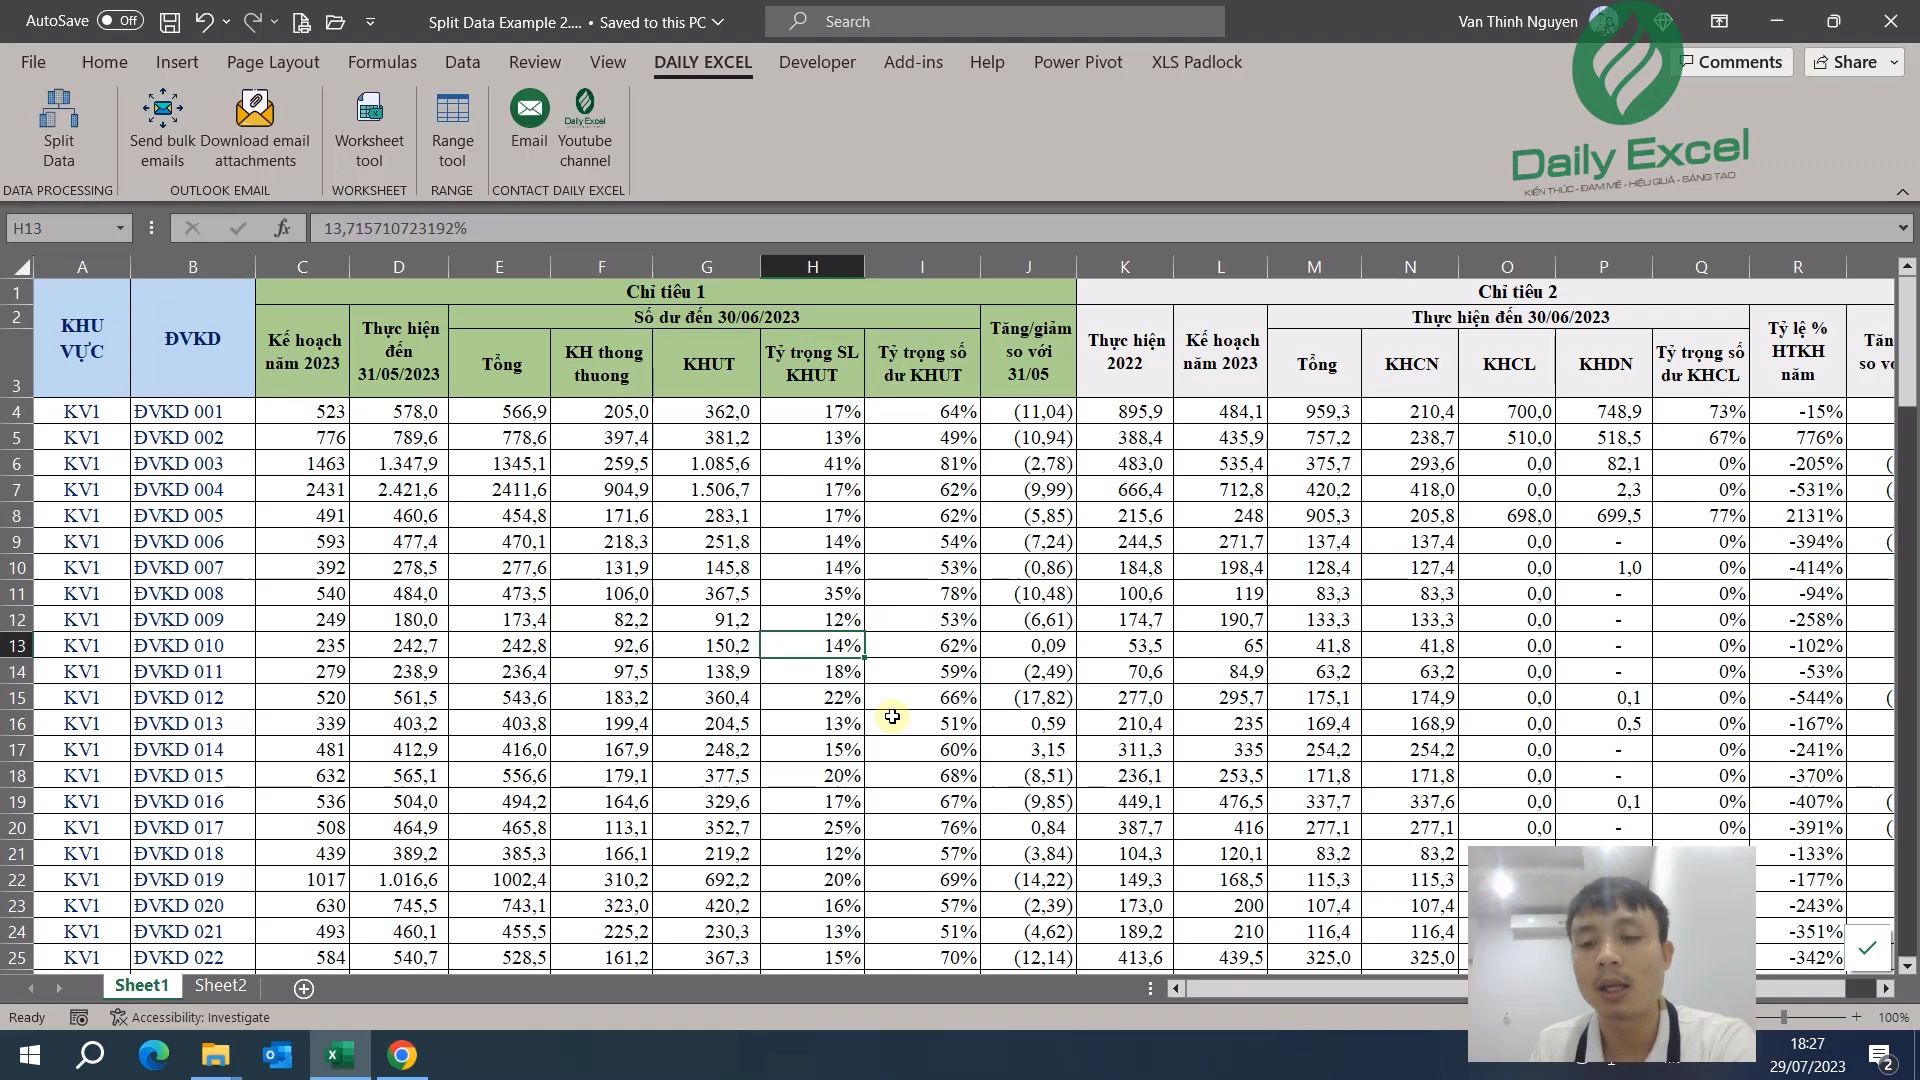 AutoSave Off Split Data Example 2.... • Saved to this PC Search Van Thinh Nguyen
File Home Insert Page Layout Formulas Data Review View DAILY EXCEL Developer Add-ins Help Power Pivot XLS Padlock Comments Share
Split Data
Send bulk emails
Download email attachments
Worksheet tool
Range tool
Email
Daily Excel
Youtube channel
DATA PROCESSING OUTLOOK EMAIL WORKSHEET RANGE CONTACT DAILY EXCEL
Daily Excel
KIẾN THỨC - ĐAM MÊ - HIỆU QUẢ - SÁNG TẠO
H13 fx 13,715710723192%
A B C D E F G H I J K L M N O P Q R
1 Chỉ tiêu 1 Chỉ tiêu 2
2 Số dư đến 30/06/2023 Thực hiện đến 30/06/2023
3
KHU VỰC
ĐVKD
Kế hoạch năm 2023
Thực hiện đến 31/05/2023
Tổng
KH thong thuong
KHUT
Tỷ trọng SL KHUT
Tỷ trọng số dư KHUT
Tăng/giảm so với 31/05
Thực hiện 2022
Kế hoạch năm 2023
Tổng
KHCN
KHCL
KHDN
Tỷ trọng số dư KHCL
Tỷ lệ % HTKH năm
4 KV1 ĐVKD 001 523 578,0 566,9 205,0 362,0 17% 64% (11,04) 895,9 484,1 959,3 210,4 700,0 748,9 73% -15%
5 KV1 ĐVKD 002 776 789,6 778,6 397,4 381,2 13% 49% (10,94) 388,4 435,9 757,2 238,7 510,0 518,5 67% 776%
6 KV1 ĐVKD 003 1463 1.347,9 1345,1 259,5 1.085,6 41% 81% (2,78) 483,0 535,4 375,7 293,6 0,0 82,1 0% -205% (
7 KV1 ĐVKD 004 2431 2.421,6 2411,6 904,9 1.506,7 17% 62% (9,99) 666,4 712,8 420,2 418,0 0,0 2,3 0% -531% (
8 KV1 ĐVKD 005 491 460,6 454,8 171,6 283,1 17% 62% (5,85) 215,6 248 905,3 205,8 698,0 699,5 77% 2131%
9 KV1 ĐVKD 006 593 477,4 470,1 218,3 251,8 14% 54% (7,24) 244,5 271,7 137,4 137,4 0,0 - 0% -394% (
10 KV1 ĐVKD 007 392 278,5 277,6 131,9 145,8 14% 53% (0,86) 184,8 198,4 128,4 127,4 0,0 1,0 0% -414%
11 KV1 ĐVKD 008 540 484,0 473,5 106,0 367,5 35% 78% (10,48) 100,6 119 83,3 83,3 0,0 - 0% -94%
12 KV1 ĐVKD 009 249 180,0 173,4 82,2 91,2 12% 53% (6,61) 174,7 190,7 133,3 133,3 0,0 - 0% -258%
13 KV1 ĐVKD 010 235 242,7 242,8 92,6 150,2 14% 62% 0,09 53,5 65 41,8 41,8 0,0 - 0% -102%
14 KV1 ĐVKD 011 279 238,9 236,4 97,5 138,9 18% 59% (2,49) 70,6 84,9 63,2 63,2 0,0 - 0% -53%
15 KV1 ĐVKD 012 520 561,5 543,6 183,2 360,4 22% 66% (17,82) 277,0 295,7 175,1 174,9 0,0 0,1 0% -544% (
16 KV1 ĐVKD 013 339 403,2 403,8 199,4 204,5 13% 51% 0,59 210,4 235 169,4 168,9 0,0 0,5 0% -167%
17 KV1 ĐVKD 014 481 412,9 416,0 167,9 248,2 15% 60% 3,15 311,3 335 254,2 254,2 0,0 - 0% -241%
18 KV1 ĐVKD 015 632 565,1 556,6 179,1 377,5 20% 68% (8,51) 236,1 253,5 171,8 171,8 0,0 - 0% -370%
19 KV1 ĐVKD 016 536 504,0 494,2 164,6 329,6 17% 67% (9,85) 449,1 476,5 337,7 337,6 0,0 0,1 0% -407% (
20 KV1 ĐVKD 017 508 464,9 465,8 113,1 352,7 25% 76% 0,84 387,7 416 277,1 277,1 0,0 - 0% -391% (
21 KV1 ĐVKD 018 439 389,2 385,3 166,1 219,2 12% 57% (3,84) 104,3 120,1 83,2 83,2 -133%
22 KV1 ĐVKD 019 1017 1.016,6 1002,4 310,2 692,2 20% 69% (14,22) 149,3 168,5 115,3 115,3 -177%
23 KV1 ĐVKD 020 630 745,5 743,1 323,0 420,2 16% 57% (2,39) 173,0 200 107,4 107,4 -243%
24 KV1 ĐVKD 021 493 460,1 455,5 225,2 230,3 13% 51% (4,62) 189,2 210 116,4 116,4 -351%
25 KV1 ĐVKD 022 584 540,7 528,5 161,2 367,3 15% 70% (12,14) 413,6 439,5 325,0 325,0 -342%
Sheet1 Sheet2
Ready Accessibility: Investigate 100%
18:27
29/07/2023
2